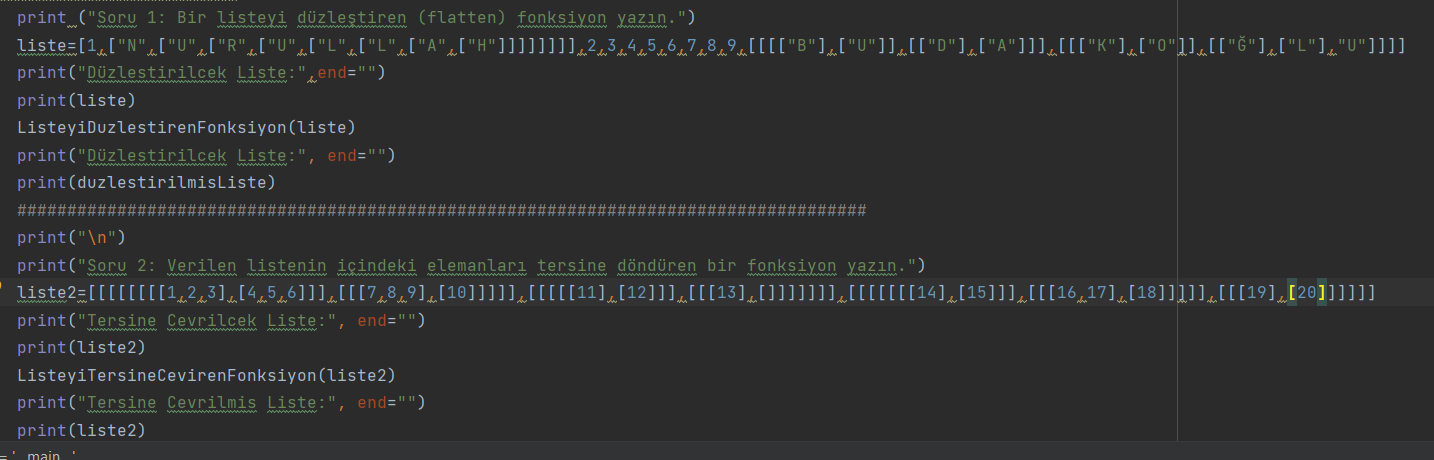 print ("Soru 1: Bir listeyi düzleştiren (flatten) fonksiyon yazın.")
liste=[1,["N",["U",["R",["U",["L",["L",["A",["H"]]]]]]]],2,3,4,5,6,7,8,9,[[[["B"],["U"]],[["D"],["A"]]],[[["K"],["O"]],[["Ğ"],["L"],"U"]]]]
print("Düzlestirilcek Liste:",end="")
print(liste)
ListeyiDuzlestirenFonksiyon(liste)
print("Düzlestirilcek Liste:", end="")
print(duzlestirilmisListe)
#####################################################################################
print("\n")
print("Soru 2: Verilen listenin içindeki elemanları tersine döndüren bir fonksiyon yazın.")
liste2=[[[[[[[[1,2,3],[4,5,6]]],[[[7,8,9],[10]]]]],[[[[[11],[12]]],[[[13],[]]]]]]],[[[[[[[14],[15]]],[[[16,17],[18]]]]],[[[19],[20]]]]]]
print("Tersine Cevrilcek Liste:", end="")
print(liste2)
ListeyiTersineCevirenFonksiyon(liste2)
print("Tersine Cevrilmis Liste:", end="")
print(liste2)